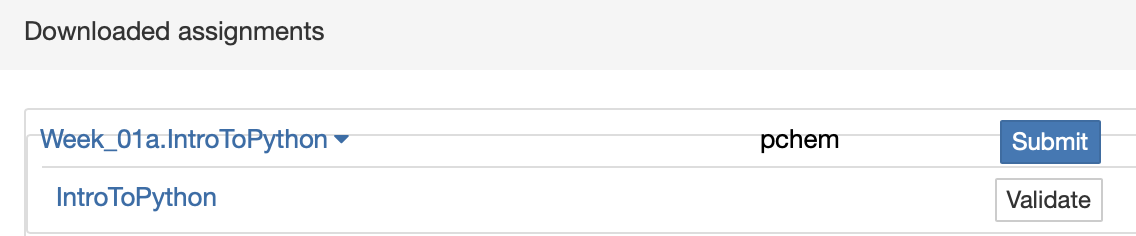 Downloaded assignments
Week_01a.IntroToPython pchem Submit
IntroToPython Validate